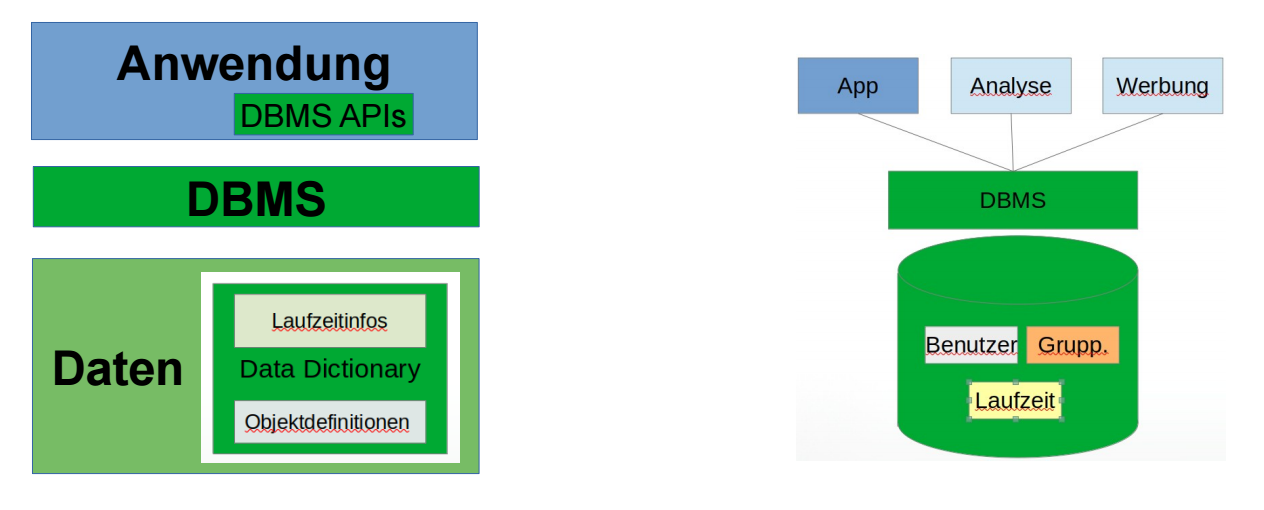 Anwendung
DBMS APIs
DBMS
Daten
Laufzeitinfos
Data Dictionary
Objektdefinitionen
App
Analyse
Werbung
DBMS
Benutzer
Grupp.
Laufzeit